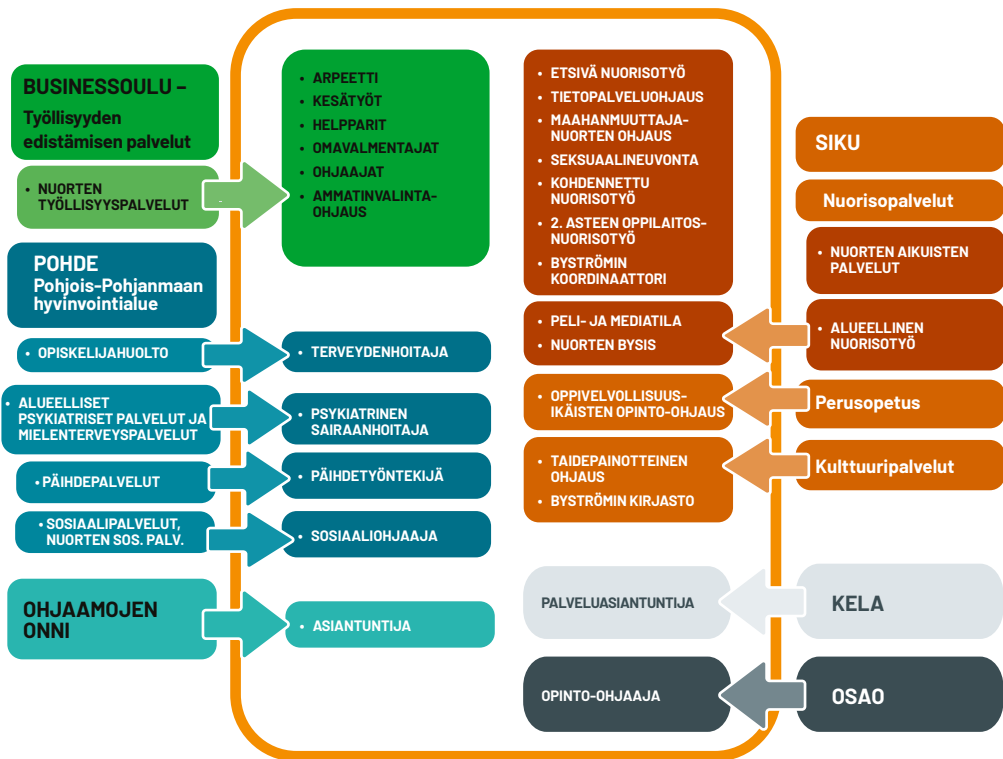 BUSINESSOULU –
Työllisyyden
edistämisen palvelut
• NUORTEN
TYÖLLISYYSPALVELUT
• ARPEETTI
• KESÄTYÖT
• HELPPARIT
• OMAVALMENTAJAT
• OHJAAJAT
• AMMATINVALINTA-
OHJAUS
POHDE
Pohjois-Pohjanmaan
hyvinvointialue
• OPISKELIJAHUOLTO
• TERVEYDENHOITAJA
• ALUEELLISET
PSYKIATRISET PALVELUT JA
MIELENTERVEYSPALVELUT
• PSYKIATRINEN
SAIRAANHOITAJA
• PÄIHDEPALVELUT
• PÄIHDETYÖNTEKIJÄ
• SOSIAALIPALVELUT,
NUORTEN SOS. PALV.
• SOSIAALIOHJAAJA
OHJAAMOJEN
ONNI
• ASIANTUNTIJA
• ETSIVÄ NUORISOTYÖ
• TIETOPALVELUOHJAUS
• MAAHANMUUTTAJA-
NUORTEN OHJAUS
• SEKSUAALINEUVONTA
• KOHDENNETTU
NUORISOTYÖ
• 2. ASTEEN OPPILAITOS-
NUORISOTYÖ
• BYSTRÖMIN
KOORDINAATTORI
• PELI- JA MEDIATILA
• NUORTEN BYSIS
• OPPIVELVOLLISUUS-
IKÄISTEN OPINTO-OHJAUS
• TAIDEPAINOTTEINEN
OHJAUS
• BYSTRÖMIN KIRJASTO
PALVELUASIANTUNTIJA
OPINTO-OHJAAJA
SIKU
Nuorisopalvelut
• NUORTEN AIKUISTEN
PALVELUT
• ALUEELLINEN
NUORISOTYÖ
Perusopetus
Kulttuuripalvelut
KELA
OSAO